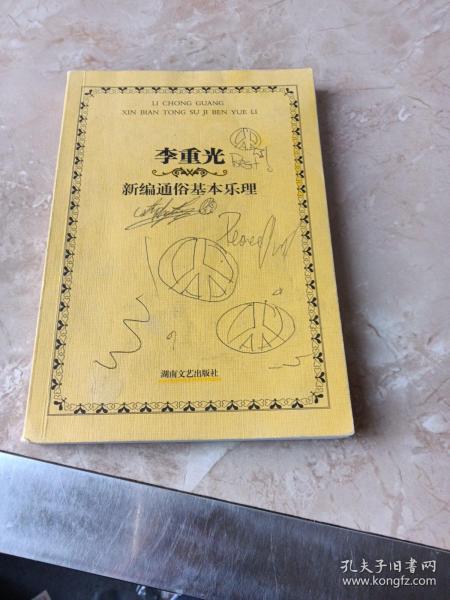 LI CHONG GUANG
XIN BIAN TONG SU JI BEN YUE LI
李重光
新编通俗基本乐理
湖南文艺出版社
孔夫子旧书网
www.kongfz.com